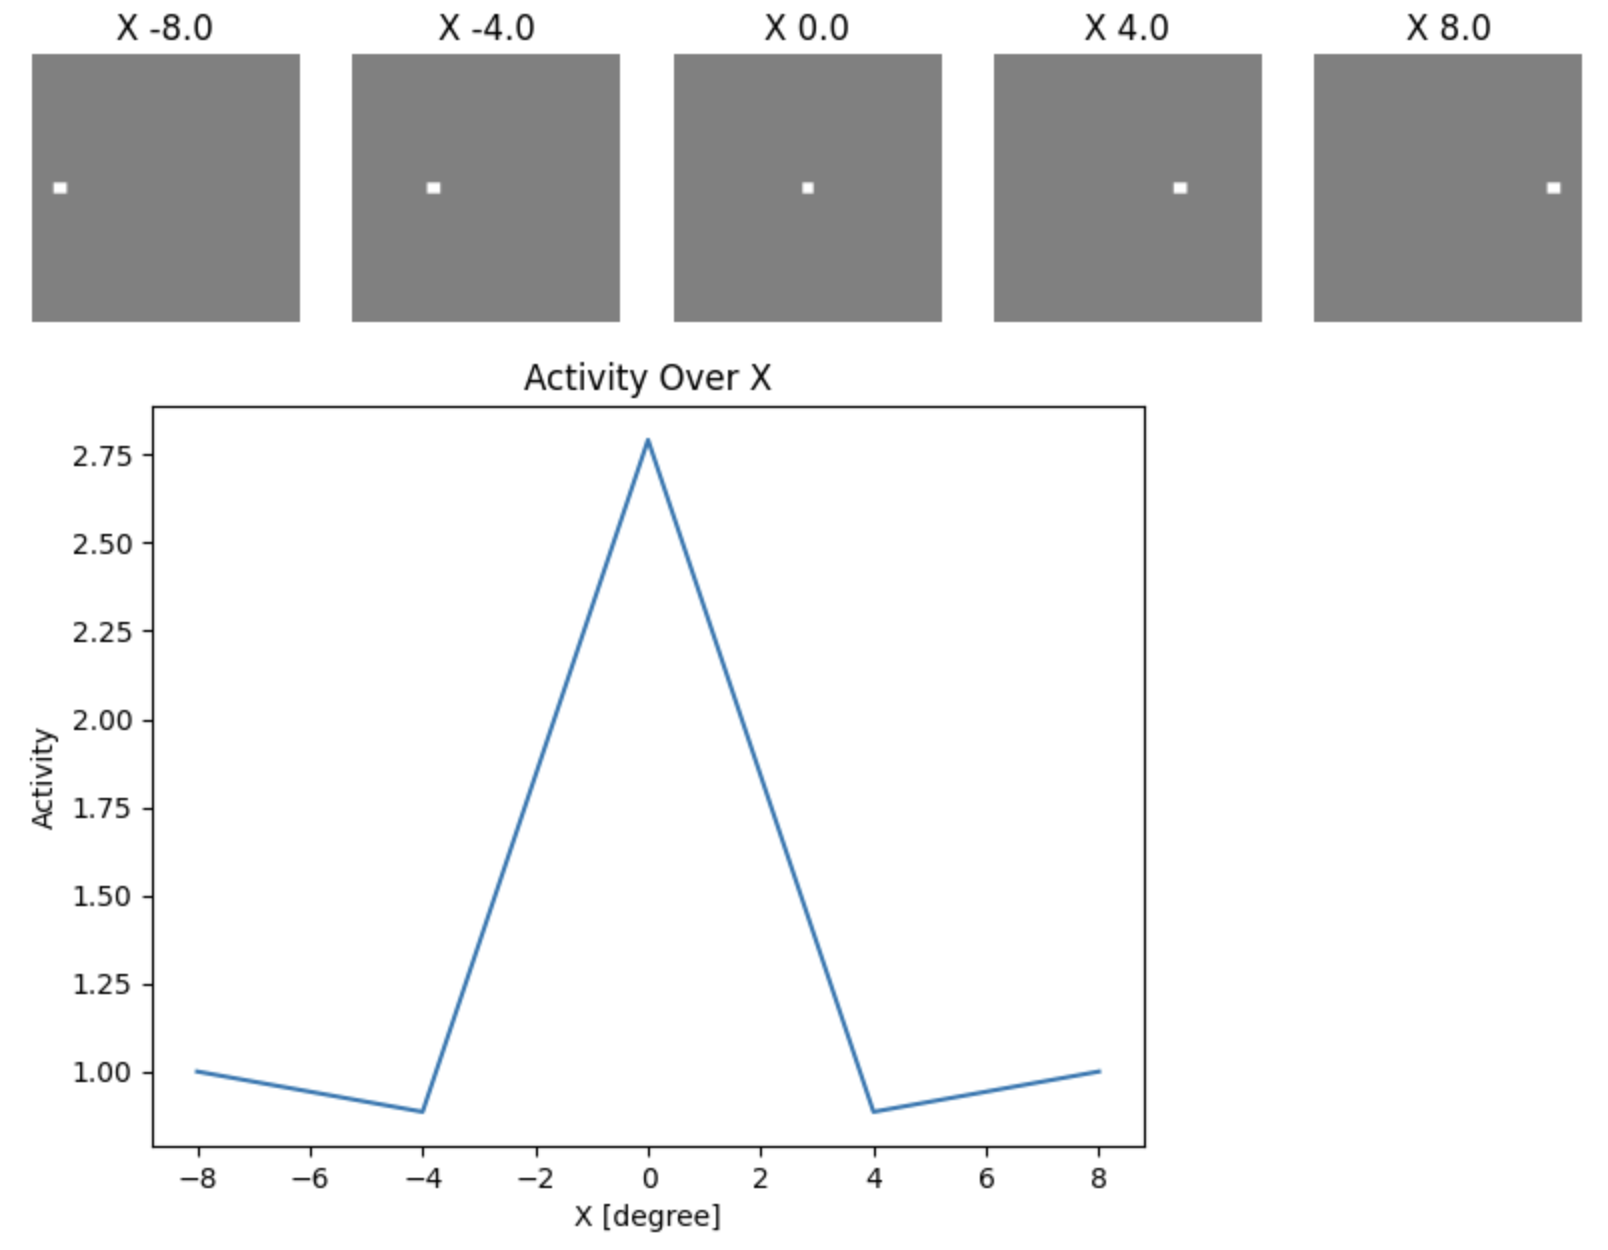 X -8.0
X -4.0
X 0.0
X 4.0
X 8.0
Activity Over X
2.75
2.50
2.25
2.00
1.75
1.50
1.25
1.00
Activity
−8 −6 −4 −2 0 2 4 6 8
X [degree]